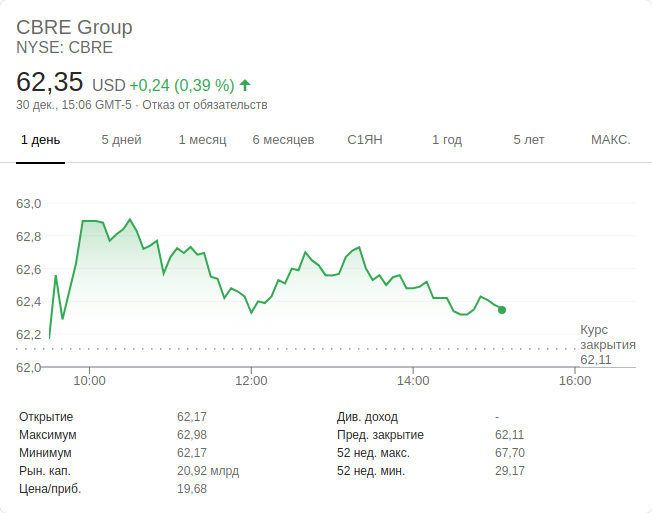 CBRE Group
NYSE: CBRE
62,35 USD +0,24 (0,39 %)
30 дек., 15:06 GMT-5 · Отказ от обязательств
1 день 5 дней 1 месяц 6 месяцев С1ЯН 1 год 5 лет МАКС.
63,0
62,8
62,6
62,4
62,2
62,0
Курс
закрытия
62,11
10:00 12:00 14:00 16:00
Открытие 62,17 Див. доход -
Максимум 62,98 Пред. закрытие 62,11
Минимум 62,17 52 нед. макс. 67,70
Рын. кап. 20,92 млрд 52 нед. мин. 29,17
Цена/приб. 19,68